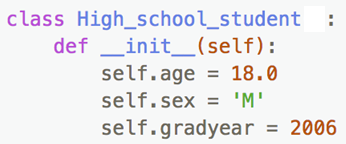 class High_school_student :
    def __init__(self):
        self.age = 18.0
        self.sex = 'M'
        self.gradyear = 2006